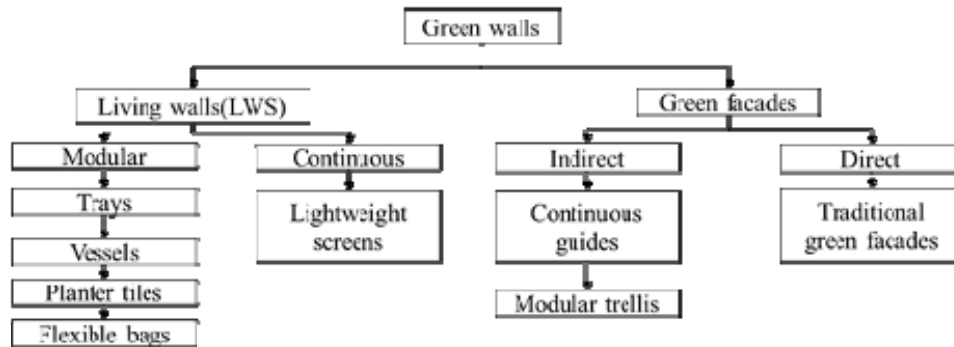 Green walls
Living walls(LWS)
Green facades
Modular
Continuous
Indirect
Direct
Trays
Lightweight
screens
Continuous
guides
Traditional
green facades
Vessels
Planter tiles
Modular trellis
Flexible bags